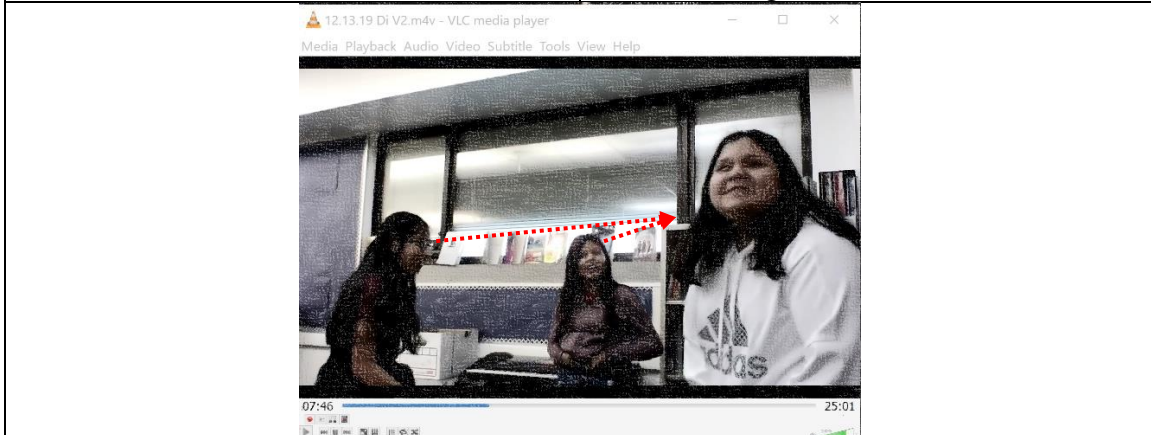 12.13.19 Di V2.m4v - VLC media player
Media Playback Audio Video Subtitle Tools View Help
adidas
07:46 25:01